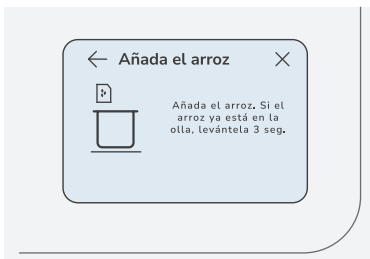 Añada el arroz
Añada el arroz. Si el
arroz ya está en la
olla, levántela 3 seg.